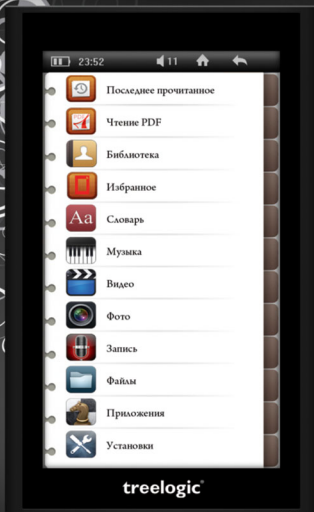 23:52
11
Последнее прочитанное
Чтение PDF
Библиотека
Избранное
Aa
Словарь
Музыка
Видео
Фото
Запись
Файлы
Приложения
Установки
treelogic